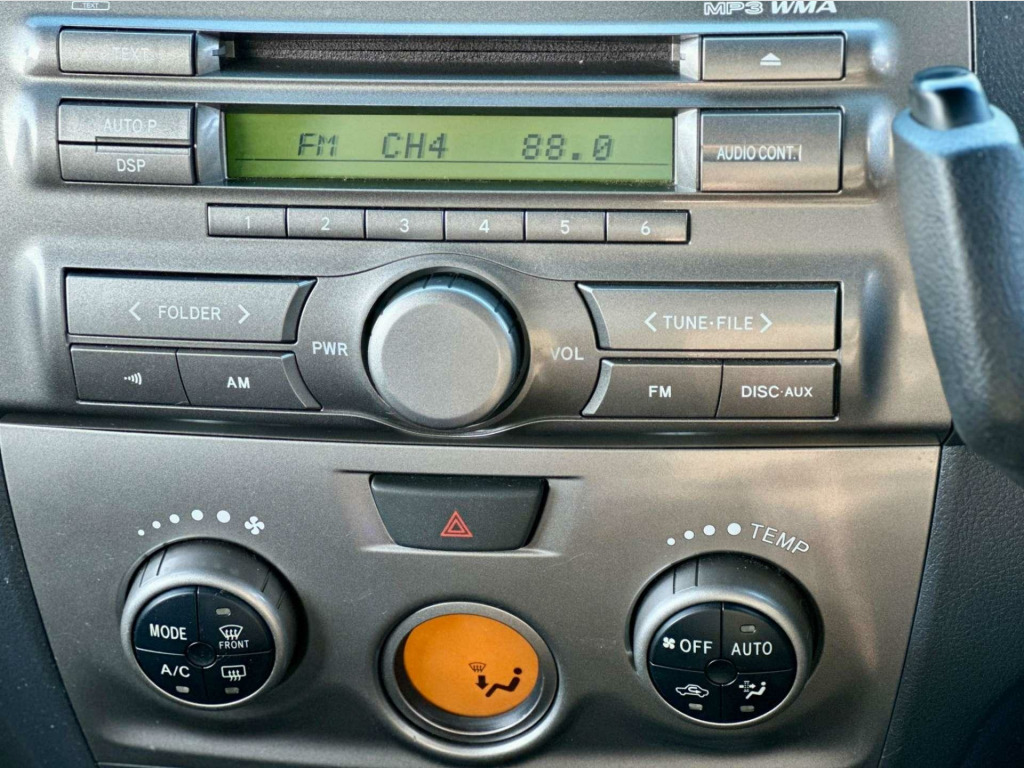 TEXT
MP3 WMA
TEXT
AUTO P
DSP
FM CH4 88.0
AUDIO CONT.
1 2 3 4 5 6
< FOLDER >
< TUNE·FILE >
PWR
VOL
AM
FM
DISC·AUX
TEMP
MODE
FRONT
A/C
OFF
AUTO